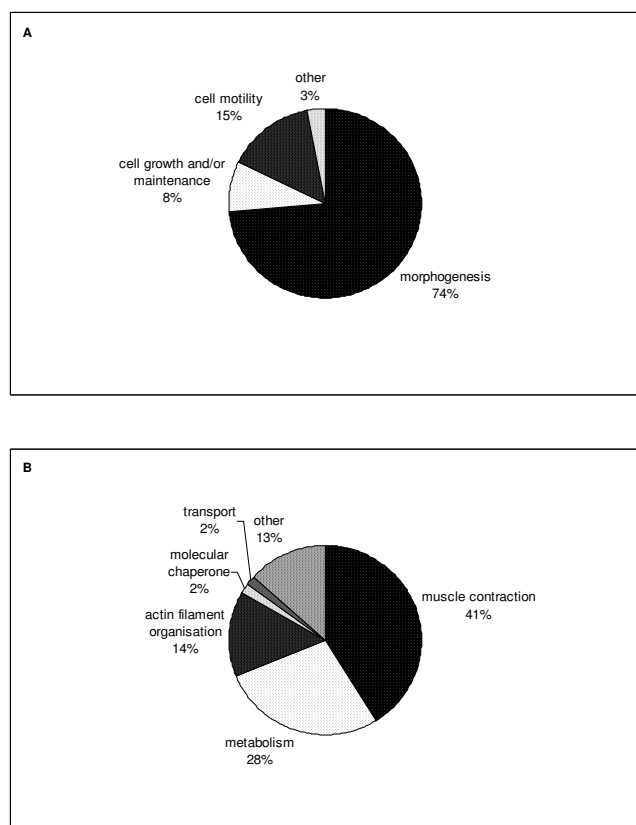 A
other
3%
cell motility
15%
cell growth and/or
maintenance
8%
morphogenesis
74%
B
transport
2%
other
13%
molecular
chaperone
2%
actin filament
organisation
14%
muscle contraction
41%
metabolism
28%